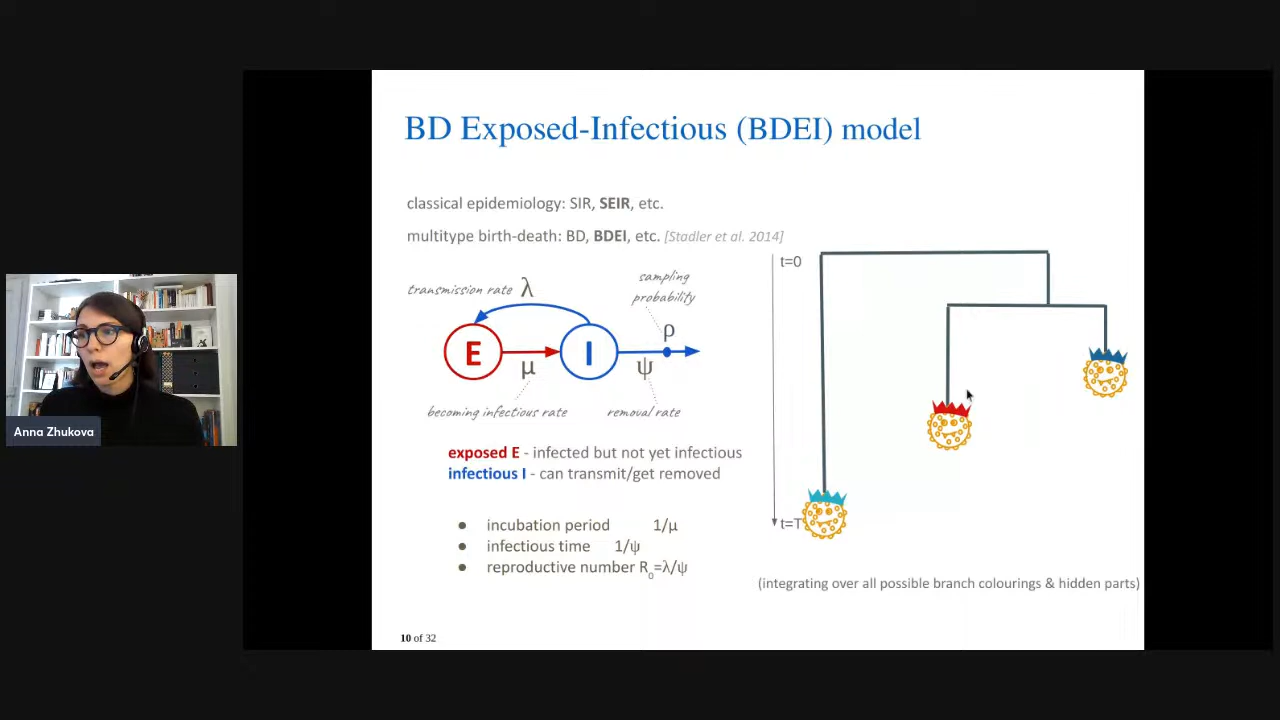 BD Exposed-Infectious (BDEI) model
classical epidemiology: SIR, SEIR, etc.
multitype birth-death: BD, BDEI, etc. [Stadler et al. 2014]
t=0
sampling
probability
transmission rate λ
ρ
E
I
μ
ψ
becoming infectious rate
removal rate
Anna Zhukova
exposed E - infected but not yet infectious
infectious I - can transmit/get removed
t=T
● incubation period 1/μ
● infectious time 1/ψ
● reproductive number R0=λ/ψ
(integrating over all possible branch colourings & hidden parts)
10 of 32